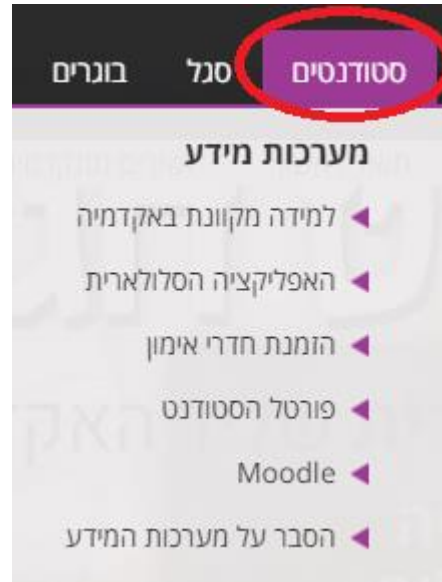 סטודנטים סגל בוגרים
מערכות מידע
למידה מקוונת באקדמיה
האפליקציה הסלולארית
הזמנת חדרי אימון
פורטל הסטודנט
Moodle
הסבר על מערכות המידע